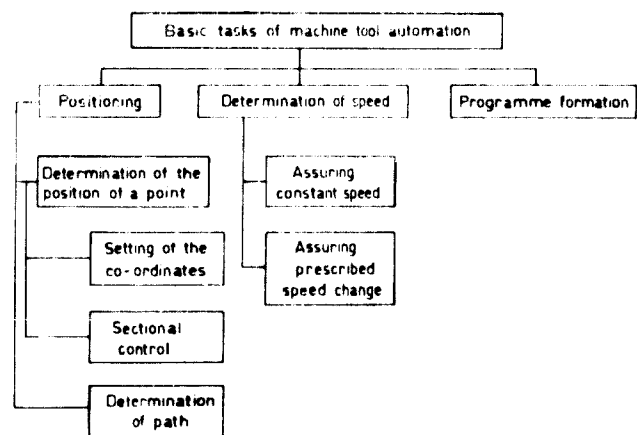 Basic tasks of machine tool automation
Positioning
Determination of speed
Programme formation
Determination of the
position of a point
Assuring
constant speed
Setting of the
co-ordinates
Assuring
prescribed
speed change
Sectional
control
Determination
of path